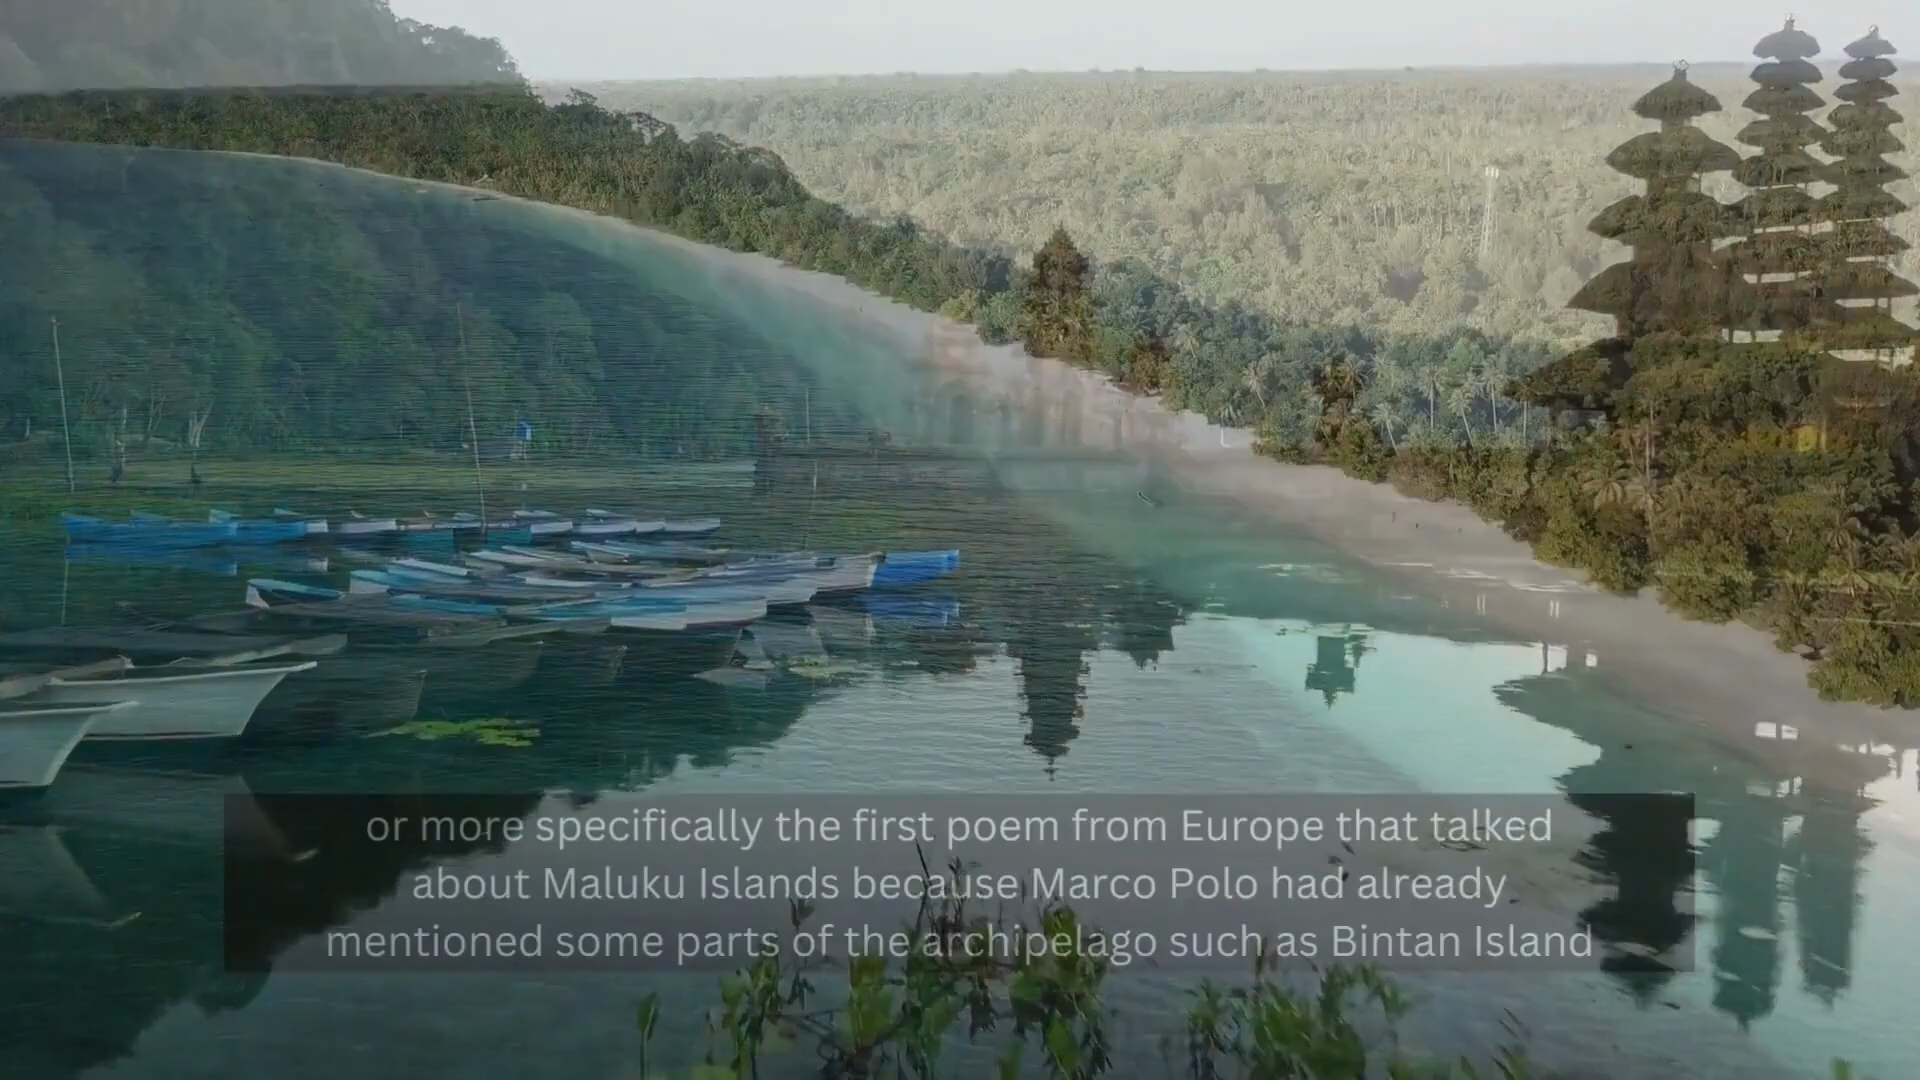 or more specifically the first poem from Europe that talked
about Maluku Islands because Marco Polo had already
mentioned some parts of the archipelago such as Bintan Island